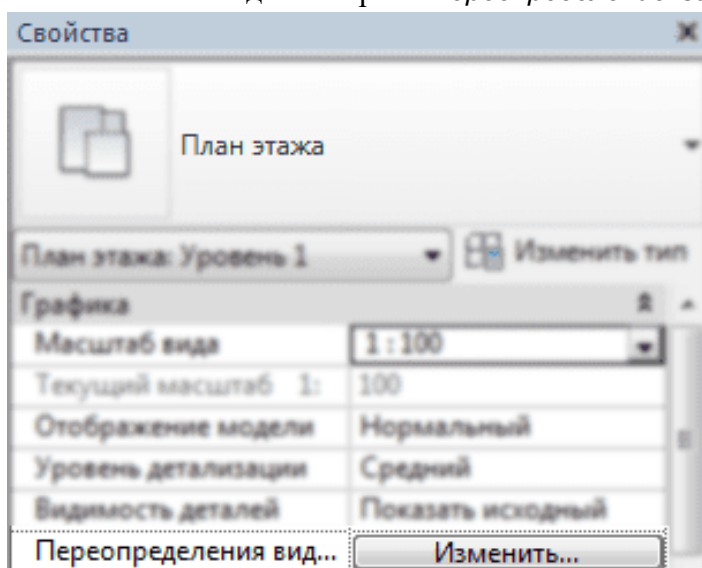 Свойства
План этажа
План этажа: Уровень 1 Изменить тип
Графика
Масштаб вида 1 : 100
Текущий масштаб 1: 100
Отображение модели Нормальный
Уровень детализации Средний
Видимость деталей Показать исходный
Переопределения вид... Изменить...